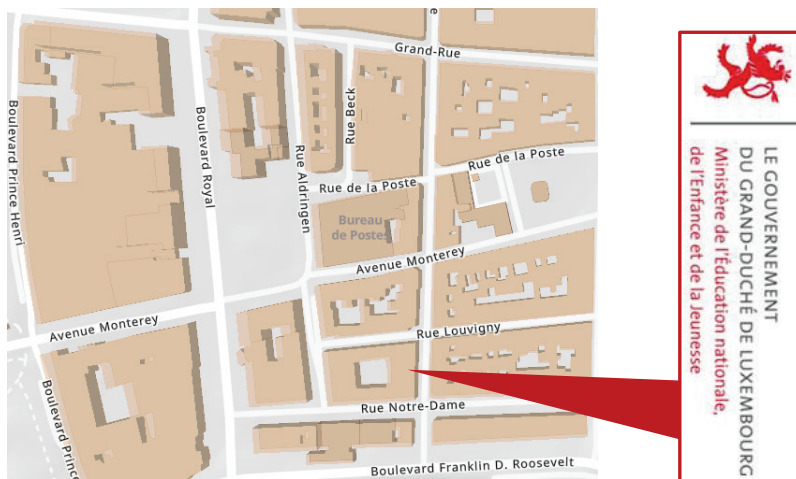 Grand-Rue
Boulevard Prince Henri
Boulevard Royal
Rue Aldringen
Rue Beck
Rue de la Poste
Rue de la Poste
Bureau
de Postes
Avenue Monterey
Avenue Monterey
Rue Louvigny
Rue Notre-Dame
Boulevard Prince
Boulevard Franklin D. Roosevelt
LE GOUVERNEMENT
DU GRAND-DUCHÉ DE LUXEMBOURG
Ministère de l'Éducation nationale,
de l'Enfance et de la Jeunesse